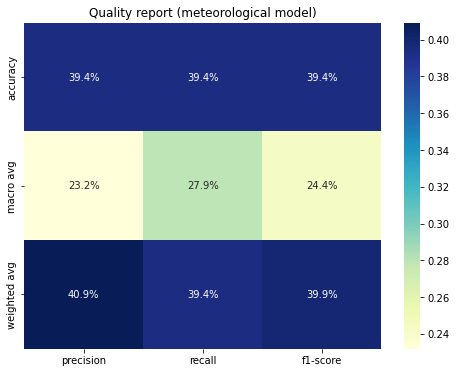 Quality report (meteorological model)
accuracy
39.4%
39.4%
39.4%
macro avg
23.2%
27.9%
24.4%
weighted avg
40.9%
39.4%
39.9%
precision
recall
f1-score
0.40
0.38
0.36
0.34
0.32
0.30
0.28
0.26
0.24